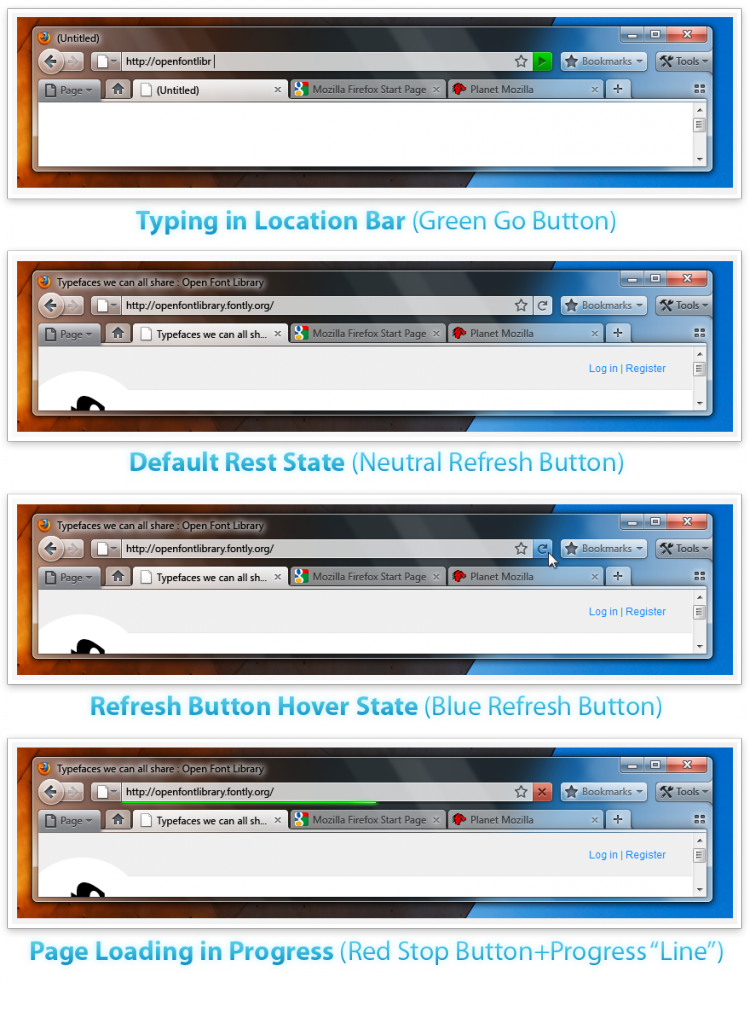 (Untitled)
http://openfontlibr
Bookmarks
Tools
Page
(Untitled)
Mozilla Firefox Start Page
Planet Mozilla
Typing in Location Bar (Green Go Button)
Typefaces we can all share : Open Font Library
http://openfontlibrary.fontly.org/
Bookmarks
Tools
Page
Typefaces we can all sh...
Mozilla Firefox Start Page
Planet Mozilla
Log in | Register
Default Rest State (Neutral Refresh Button)
Typefaces we can all share : Open Font Library
http://openfontlibrary.fontly.org/
Bookmarks
Tools
Page
Typefaces we can all sh...
Mozilla Firefox Start Page
Planet Mozilla
Log in | Register
Refresh Button Hover State (Blue Refresh Button)
Typefaces we can all share : Open Font Library
http://openfontlibrary.fontly.org/
Bookmarks
Tools
Page
Typefaces we can all sh...
Mozilla Firefox Start Page
Planet Mozilla
Log in | Register
Page Loading in Progress (Red Stop Button+Progress “Line”)